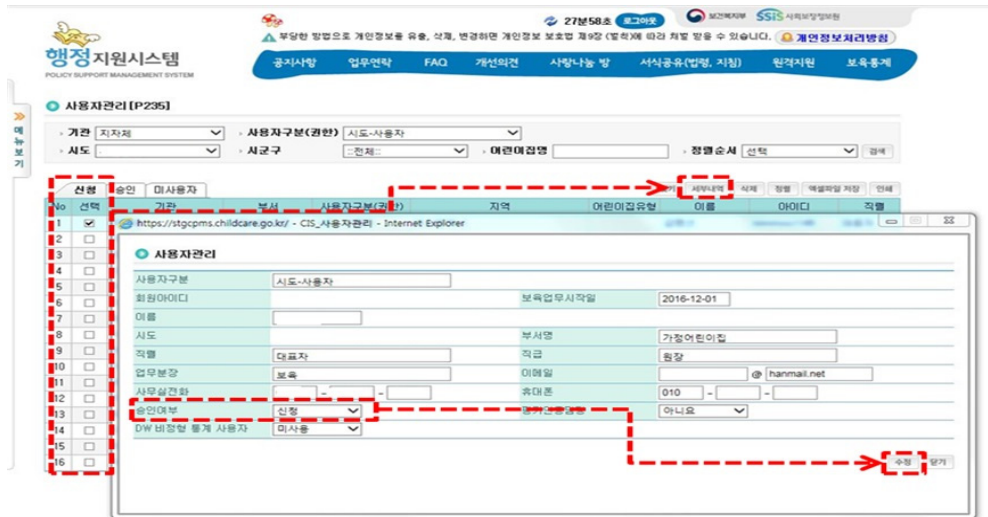 27분58초 로그아웃 보건복지부 SSiS 사회보장정보원
부당한 방법으로 개인정보를 유출, 삭제, 변경하면 개인정보 보호법 제9장 (벌칙)에 따라 처벌 받을 수 있습니다. 개인정보처리방침
행정지원시스템
POLICY SUPPORT MANAGEMENT SYSTEM
공지사항 업무연락 FAQ 개선의견 사랑나눔 방 서식공유(법령, 지침) 원격지원 보육통계
메뉴보기
사용자관리 [P235]
기관 지자체 사용자구분(권한) 시도-사용자
시도 시군구 ::전체:: 어린이집명 정렬순서 선택 검색
신청 승인 미사용자 세부내역 삭제 정렬 엑셀파일 저장 인쇄
No 선택 기관 부서 사용자구분(권한) 지역 어린이집유형 이름 아이디 직렬
1 https://stgcpms.childcare.go.kr/ - CIS_사용자관리 - Internet Explorer
2
3 사용자관리
4
5 사용자구분 시도-사용자
6 회원아이디 보육업무시작일 2016-12-01
7 이름
8 시도 부서명 가정어린이집
9 직렬 대표자 직급 원장
10 업무분장 보육 이메일 @ hanmail.net
11
12 사무실전화 - - 휴대폰 010 - -
13 승인여부 신청 아니요
14 DW 비정형 통계 사용자 미사용
15
16 수정 닫기